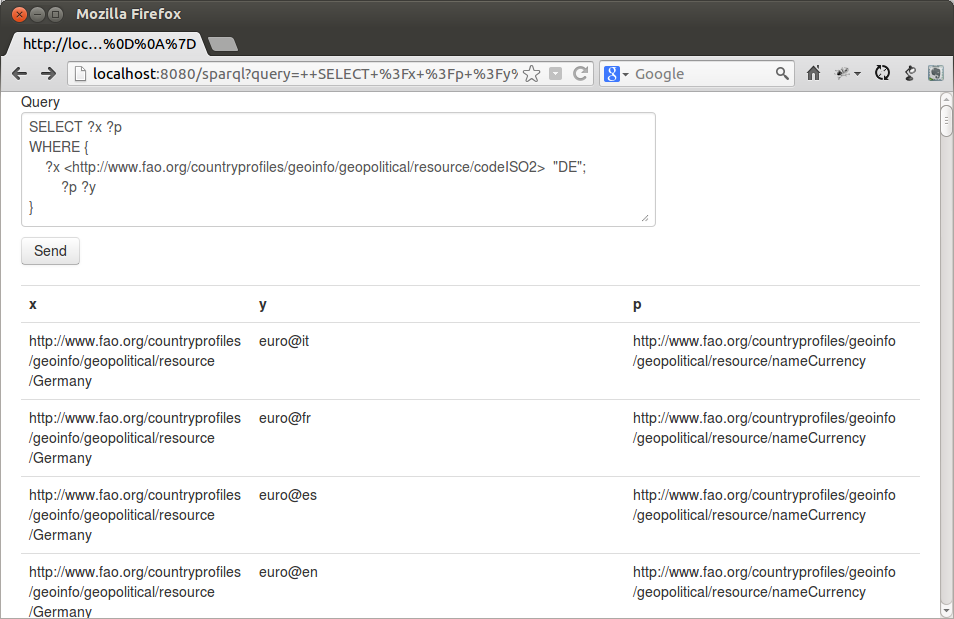 Mozilla Firefox
http://loc...%0D%0A%7D
localhost:8080/sparql?query=++SELECT+%3Fx+%3Fp+%3Fy%
Google
Query
SELECT ?x ?p
WHERE {
?x <http://www.fao.org/countryprofiles/geoinfo/geopolitical/resource/codeISO2> "DE";
?p ?y
}
Send
x y p
http://www.fao.org/countryprofiles euro@it http://www.fao.org/countryprofiles/geoinfo
/geoinfo/geopolitical/resource /geopolitical/resource/nameCurrency
/Germany
http://www.fao.org/countryprofiles euro@fr http://www.fao.org/countryprofiles/geoinfo
/geoinfo/geopolitical/resource /geopolitical/resource/nameCurrency
/Germany
http://www.fao.org/countryprofiles euro@es http://www.fao.org/countryprofiles/geoinfo
/geoinfo/geopolitical/resource /geopolitical/resource/nameCurrency
/Germany
http://www.fao.org/countryprofiles euro@en http://www.fao.org/countryprofiles/geoinfo
/geoinfo/geopolitical/resource /geopolitical/resource/nameCurrency
/Germany